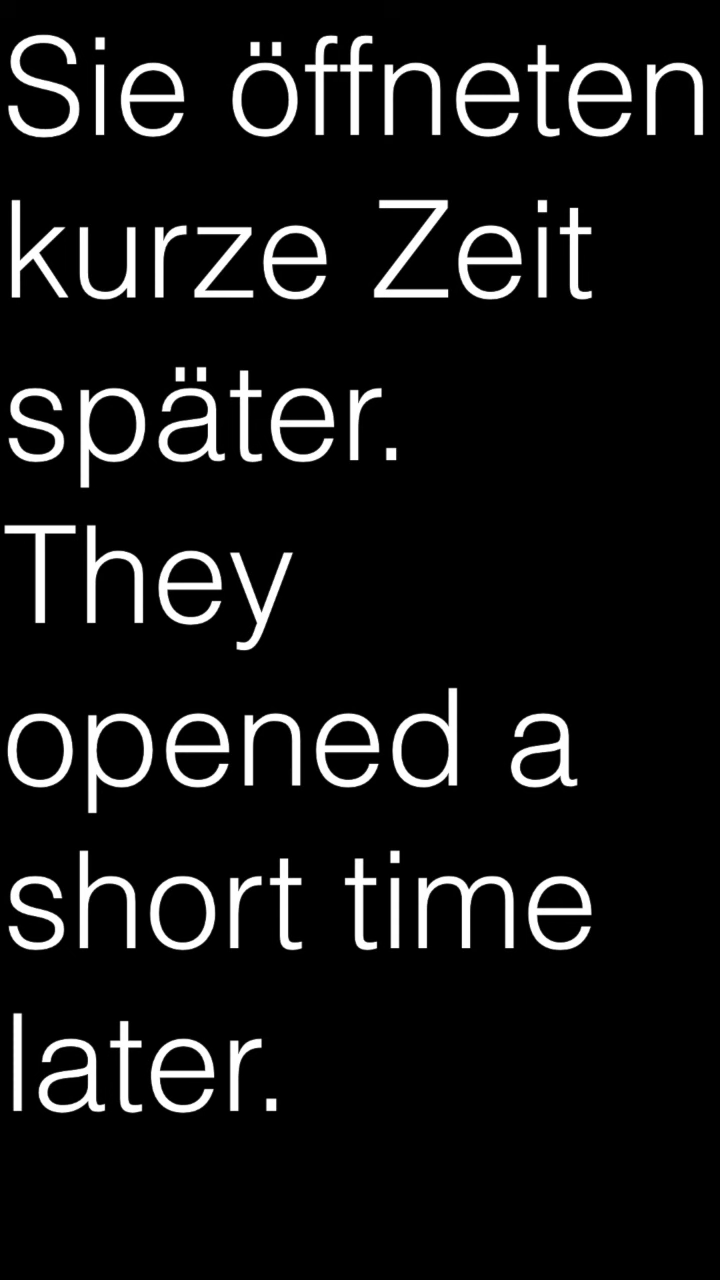 Sie öffneten
kurze Zeit
später.
They
opened a
short time
later.